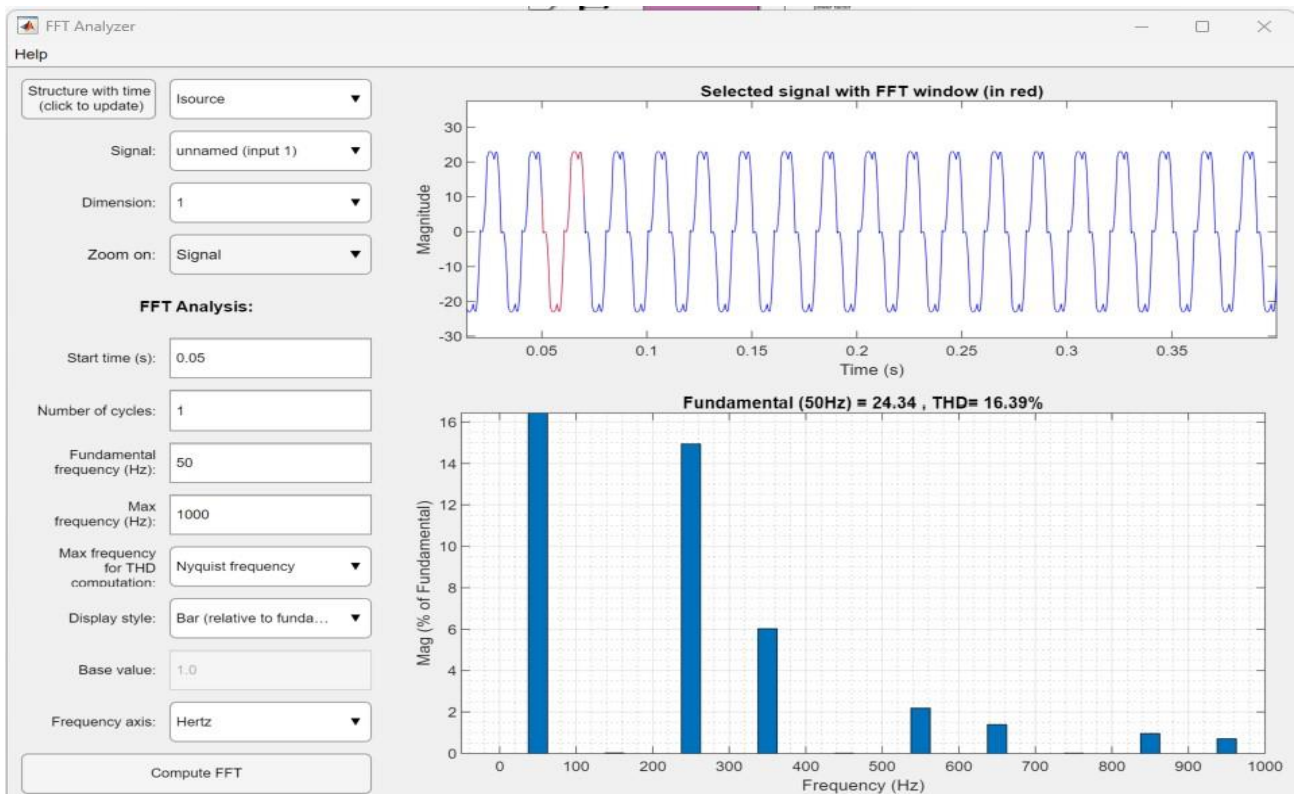 FFT Analyzer
Help
Structure with time
(click to update)
Isource
Signal:
unnamed (input 1)
Dimension:
1
Zoom on:
Signal
FFT Analysis:
Start time (s):
0.05
Number of cycles:
1
Fundamental
frequency (Hz):
50
Max
frequency (Hz):
1000
Max frequency
for THD
computation:
Nyquist frequency
Display style:
Bar (relative to funda...
Base value:
1.0
Frequency axis:
Hertz
Compute FFT
Selected signal with FFT window (in red)
Magnitude
30
20
10
0
-10
-20
-30
0.05 0.1 0.15 0.2 0.25 0.3 0.35
Time (s)
Fundamental (50Hz) = 24.34 , THD= 16.39%
Mag (% of Fundamental)
16
14
12
10
8
6
4
2
0
0 100 200 300 400 500 600 700 800 900 1000
Frequency (Hz)